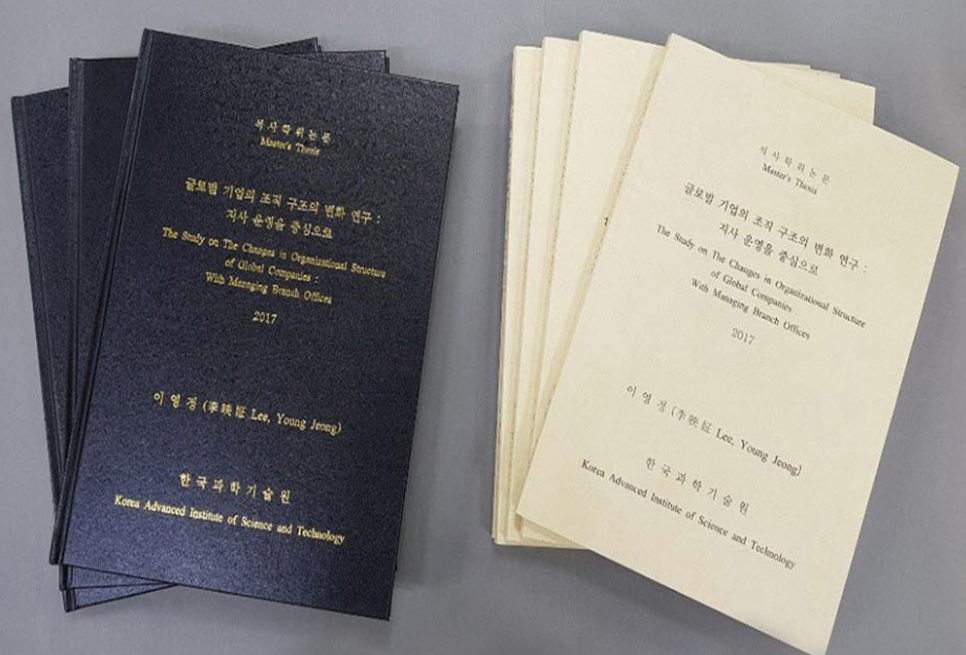 석사학위논문
Master's Thesis
글로벌 기업의 조직 구조의 변화 연구 :
지사 운영을 중심으로
The Study on The Changes in Organizational Structure
of Global Companies :
With Managing Branch Offices
2017
이 영 정 (李映証 Lee, Young Jeong)
한국과학기술원
Korea Advanced Institute of Science and Technology
석사학위논문
Master's Thesis
글로벌 기업의 조직 구조의 변화 연구 :
지사 운영을 중심으로
The Study on The Changes in Organizational Structure
of Global Companies
With Managing Branch Offices
2017
이 영 정 (李映証 Lee, Young Jeong)
한국과학기술원
Korea Advanced Institute of Science and Technology